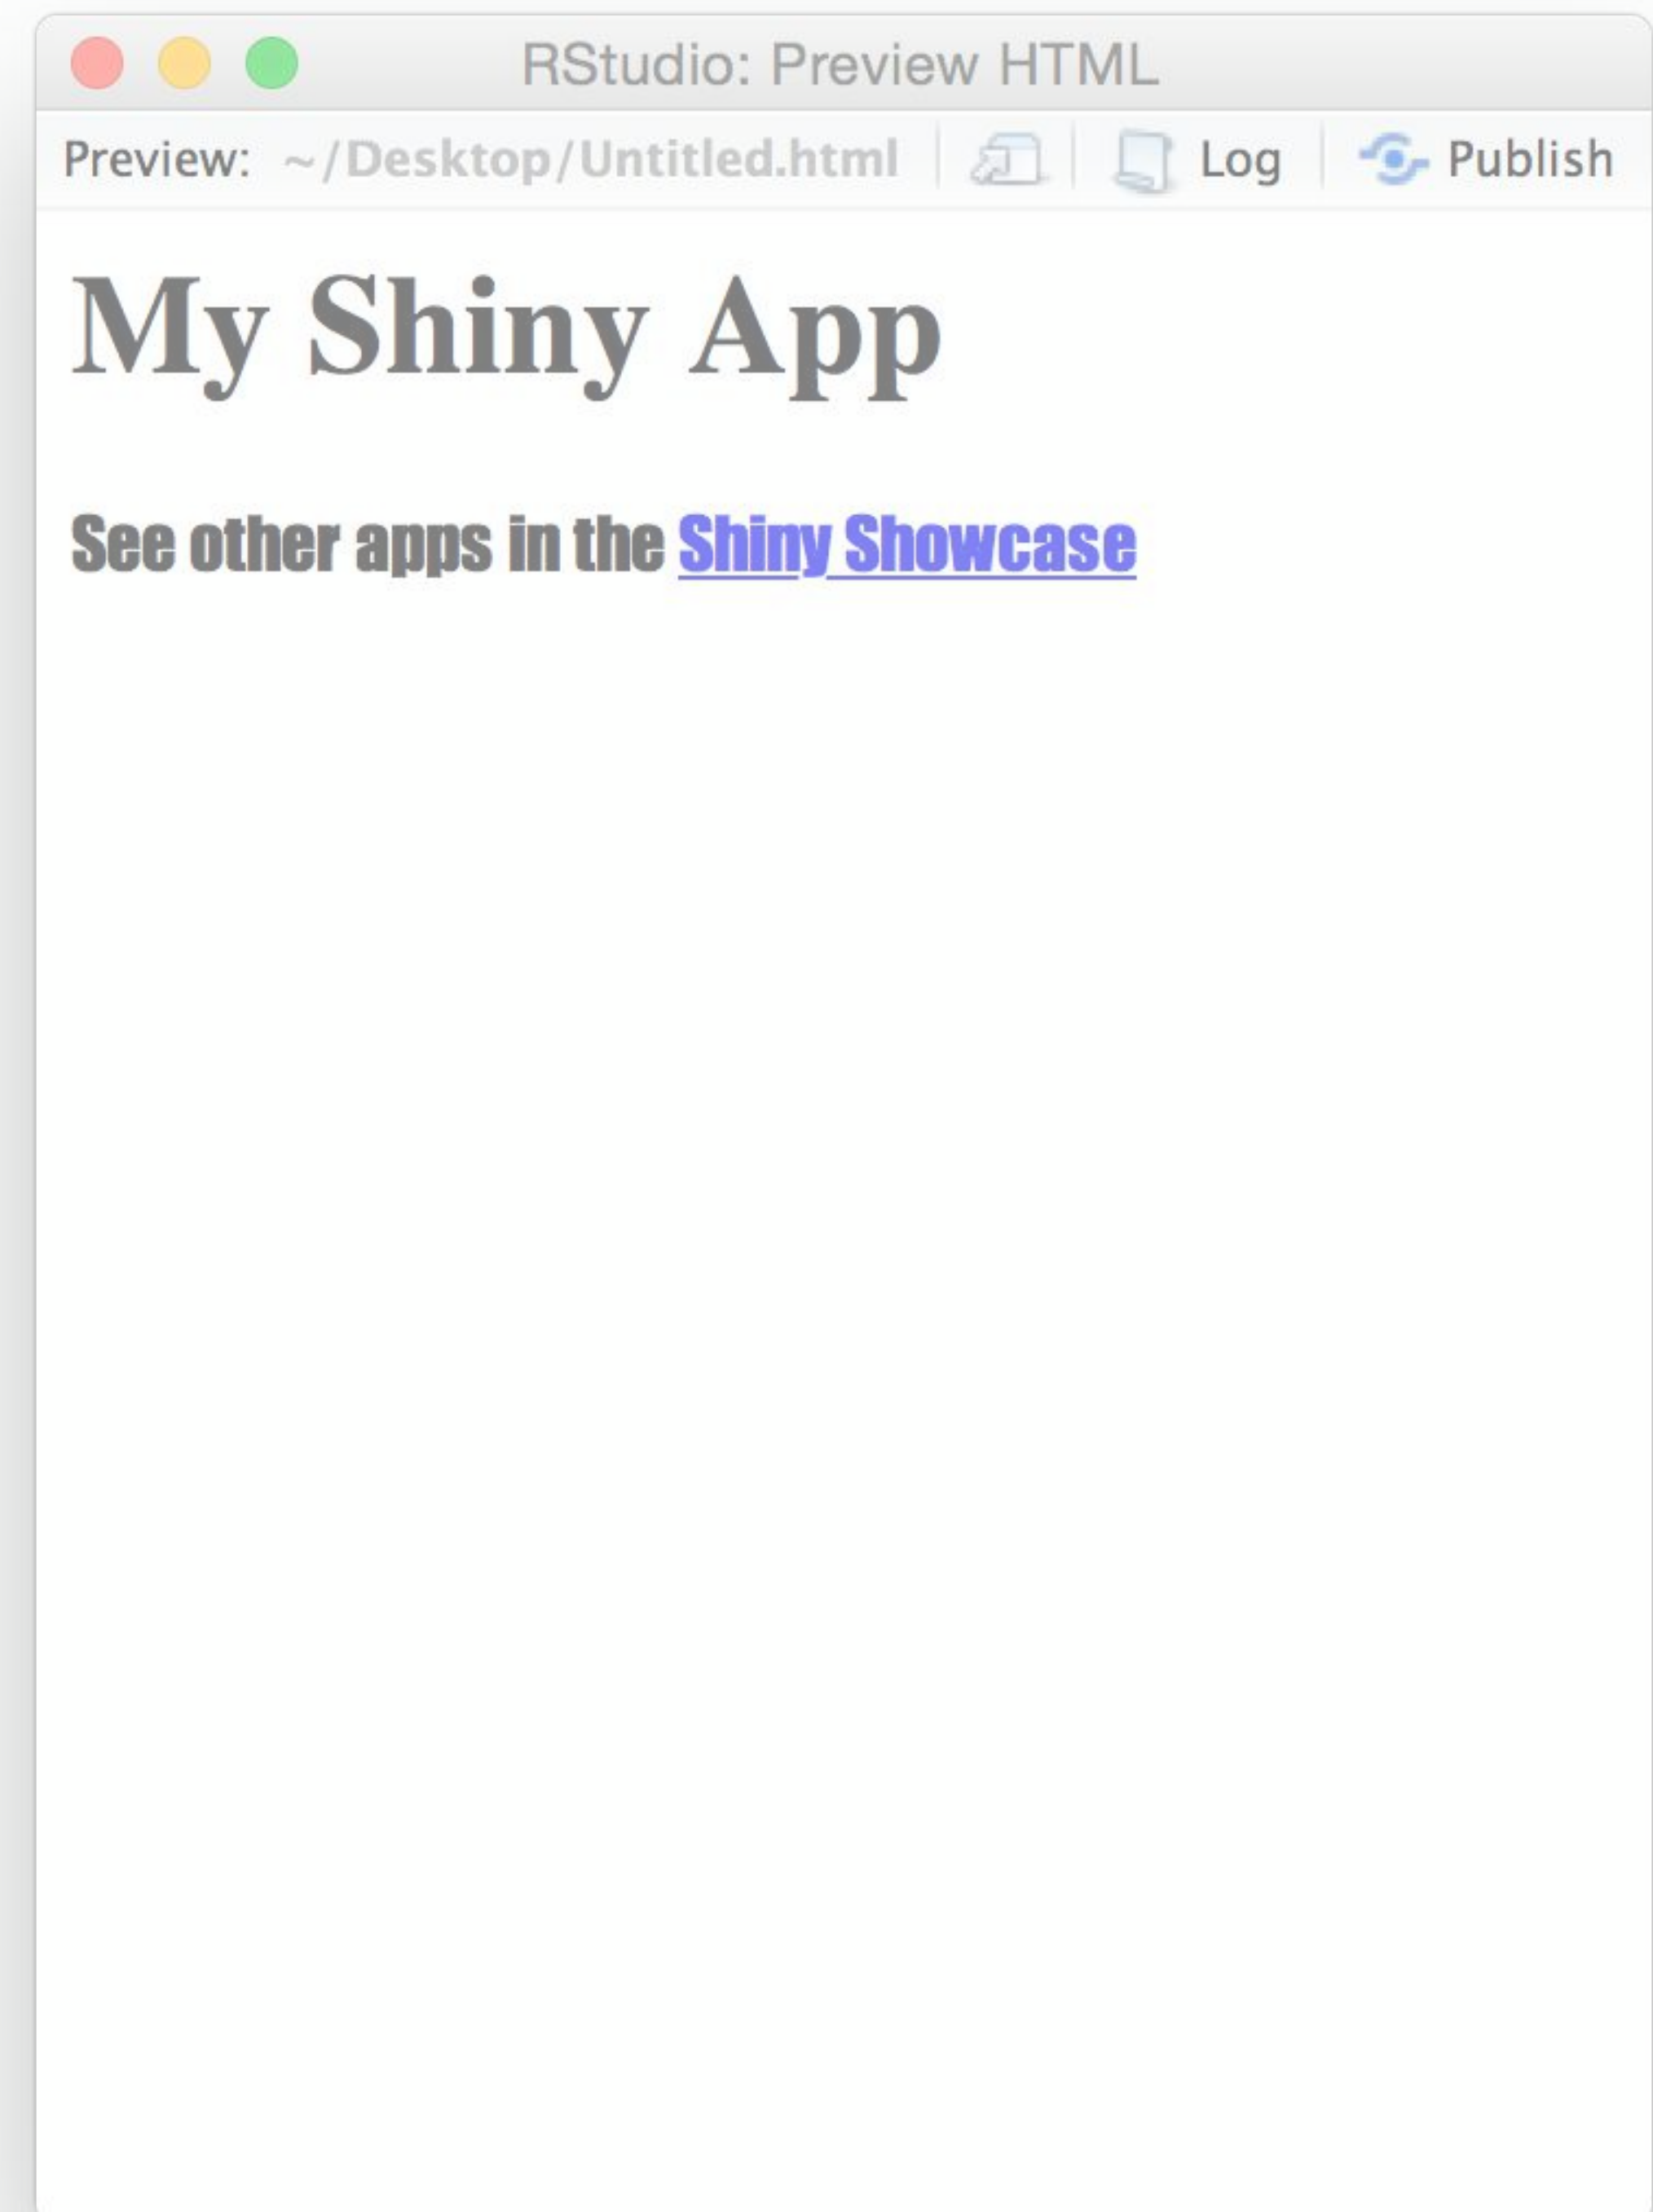 RStudio: Preview HTML
Preview: ~/Desktop/Untitled.html Log Publish
My Shiny App
See other apps in the Shiny Showcase